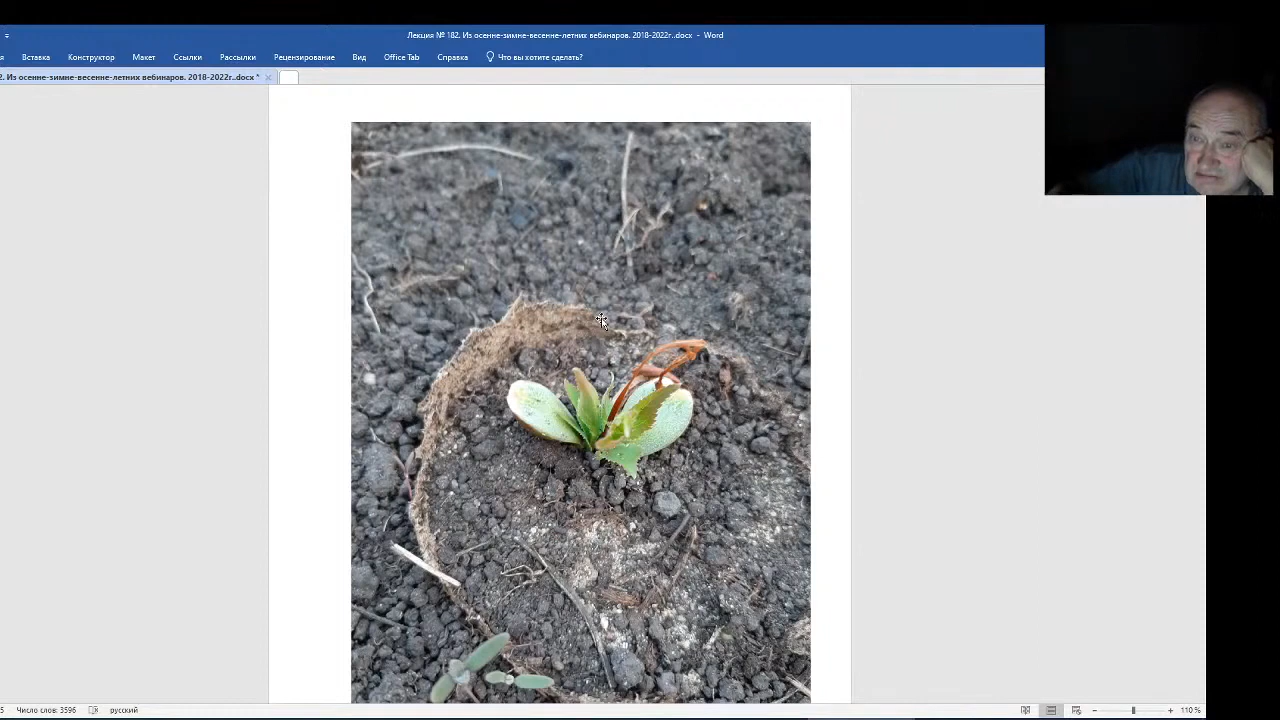 Лекция № 182. Из осенне-зимне-весенне-летних вебинаров. 2018-2022г..docx - Word
Вставка Конструктор Макет Ссылки Рассылки Рецензирование Вид Office Tab Справка Что вы хотите сделать?
2. Из осенне-зимне-весенне-летних вебинаров. 2018-2022г..docx *
Число слов: 3596 русский 110 %